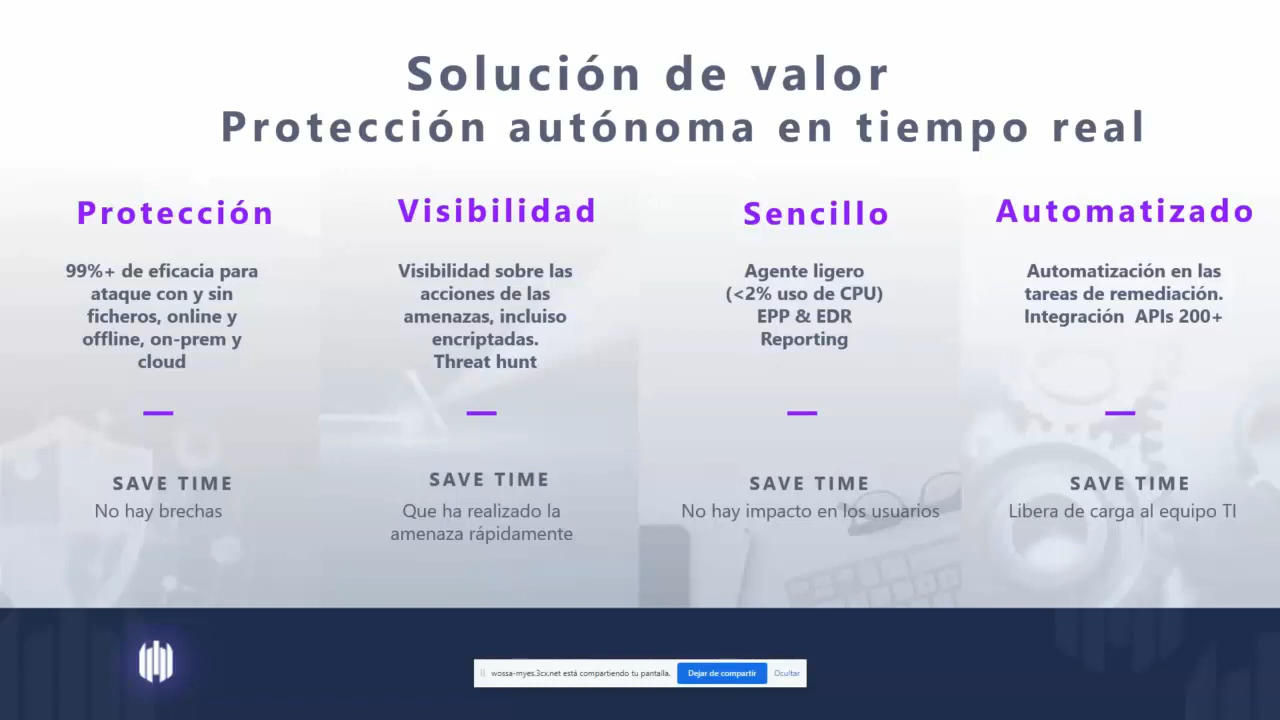 Solución de valor
Protección autónoma en tiempo real
Protección
99%+ de eficacia para
ataque con y sin
ficheros, online y
offline, on-prem y
cloud
SAVE TIME
No hay brechas
Visibilidad
Visibilidad sobre las
acciones de las
amenazas, incluiso
encriptadas.
Threat hunt
SAVE TIME
Que ha realizado la
amenaza rápidamente
Sencillo
Agente ligero
(<2% uso de CPU)
EPP & EDR
Reporting
SAVE TIME
No hay impacto en los usuarios
Automatizado
Automatización en las
tareas de remediación.
Integración  APIs 200+
SAVE TIME
Libera de carga al equipo TI
wossa-myes.3cx.net está compartiendo tu pantalla. Dejar de compartir Ocultar